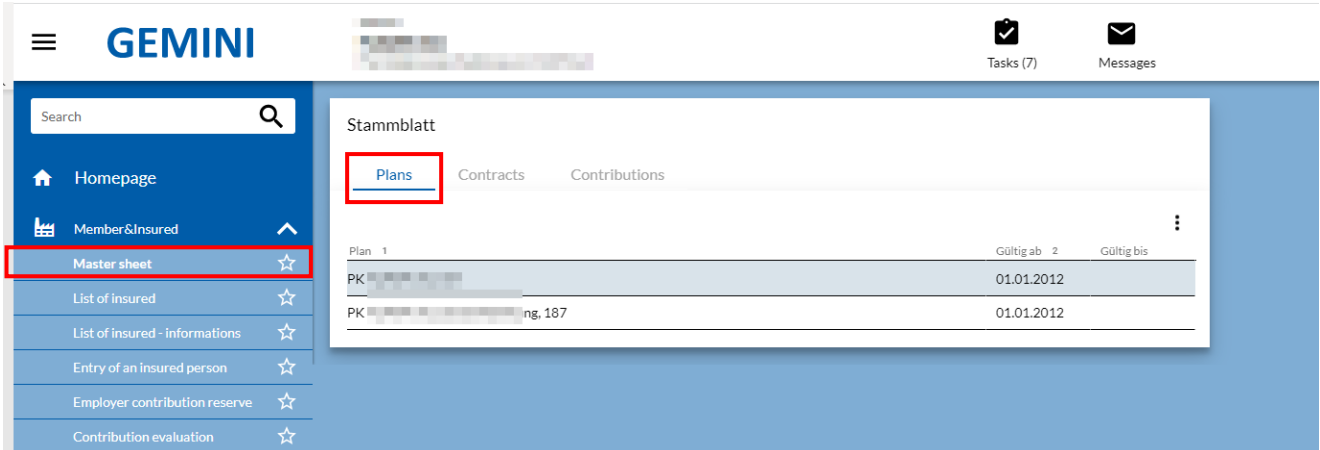 GEMINI
Tasks (7)
Messages
Search
Homepage
Member&Insured
Master sheet
List of insured
List of insured - informations
Entry of an insured person
Employer contribution reserve
Contribution evaluation
Stammblatt
Plans Contracts Contributions
Plan 1 Gültig ab 2 Gültig bis
PK 01.01.2012
PK ng, 187 01.01.2012